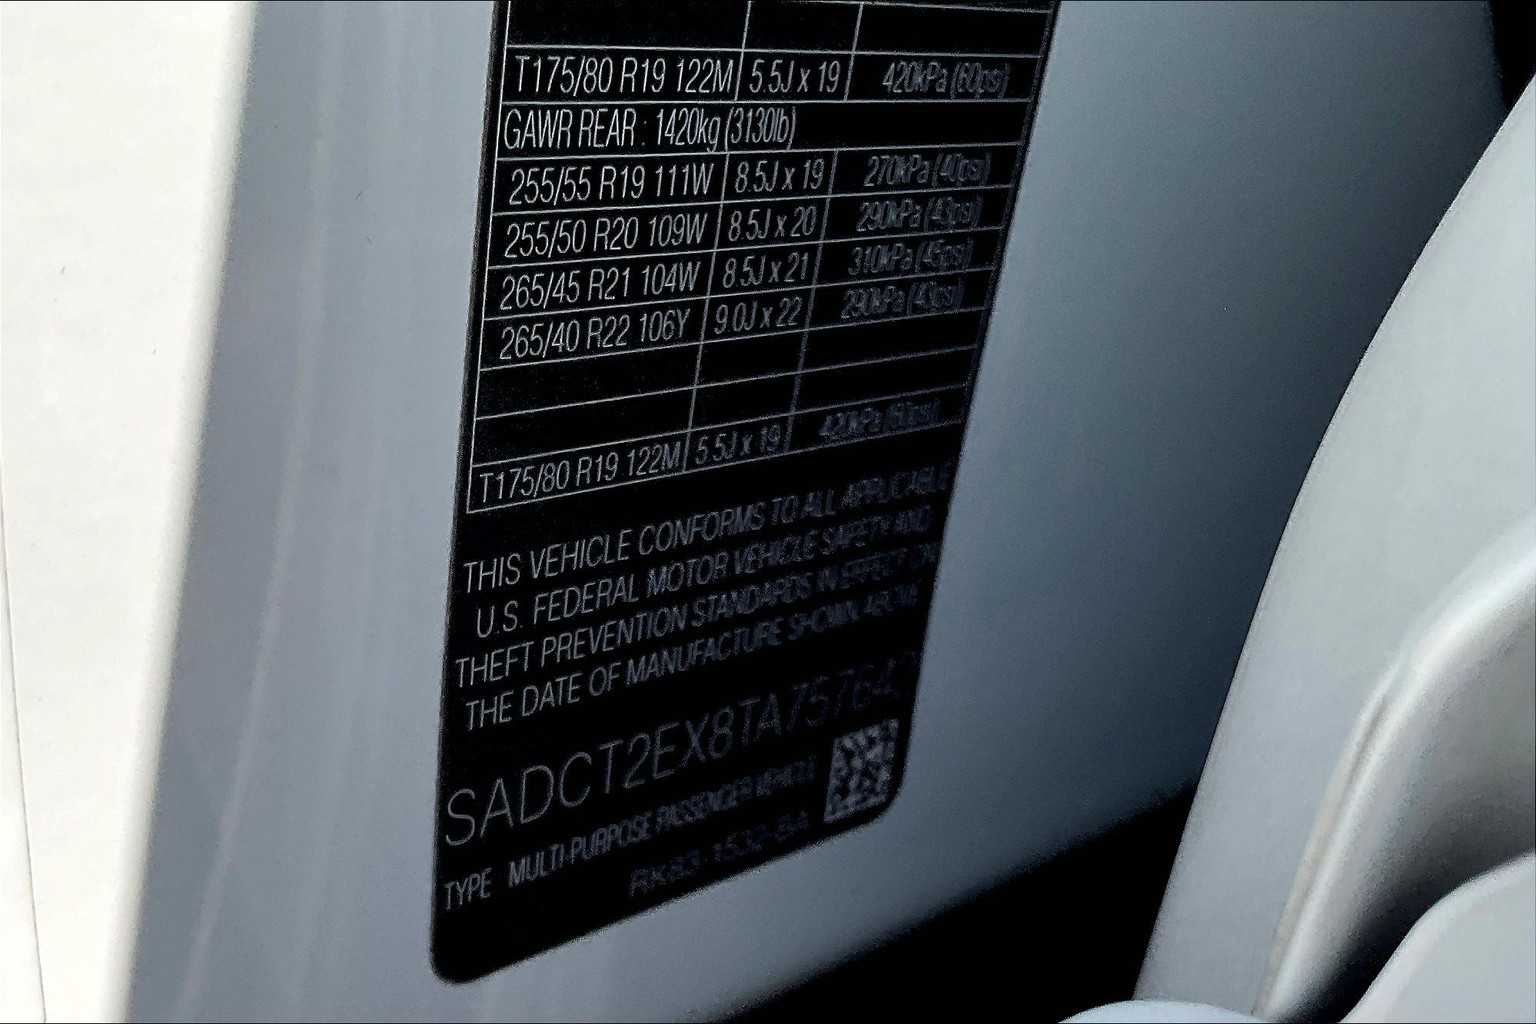 T175/80 R19 122M 5.5J x 19 420kPa (60psi)
GAWR REAR : 1420kg (3130lb)
255/55 R19 111W 8.5J x 19 270kPa (40psi)
255/50 R20 109W 8.5J x 20 290kPa (43psi)
265/45 R21 104W 8.5J x 21 310kPa (45psi)
265/40 R22 106Y 9.0J x 22 290kPa (43psi)
T175/80 R19 122M 5.5J x 19 420kPa (60psi)
THIS VEHICLE CONFORMS TO ALL APPLICABLE
U.S. FEDERAL MOTOR VEHICLE SAFETY AND
THEFT PREVENTION STANDARDS IN EFFECT ON
THE DATE OF MANUFACTURE SHOWN ABOVE
SADCT2EX8TA757642
TYPE MULTI-PURPOSE PASSENGER VEHICLE